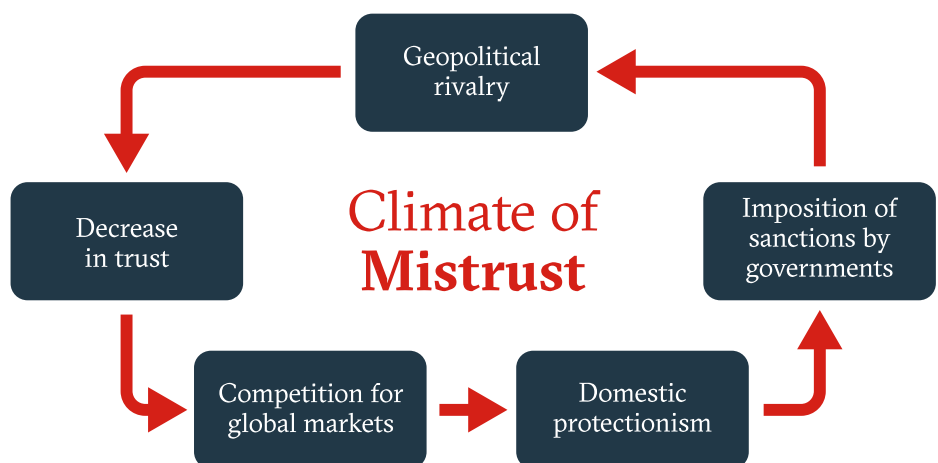 Geopolitical
rivalry
Decrease
in trust
Climate of
Mistrust
Imposition of
sanctions by
governments
Competition for
global markets
Domestic
protectionism